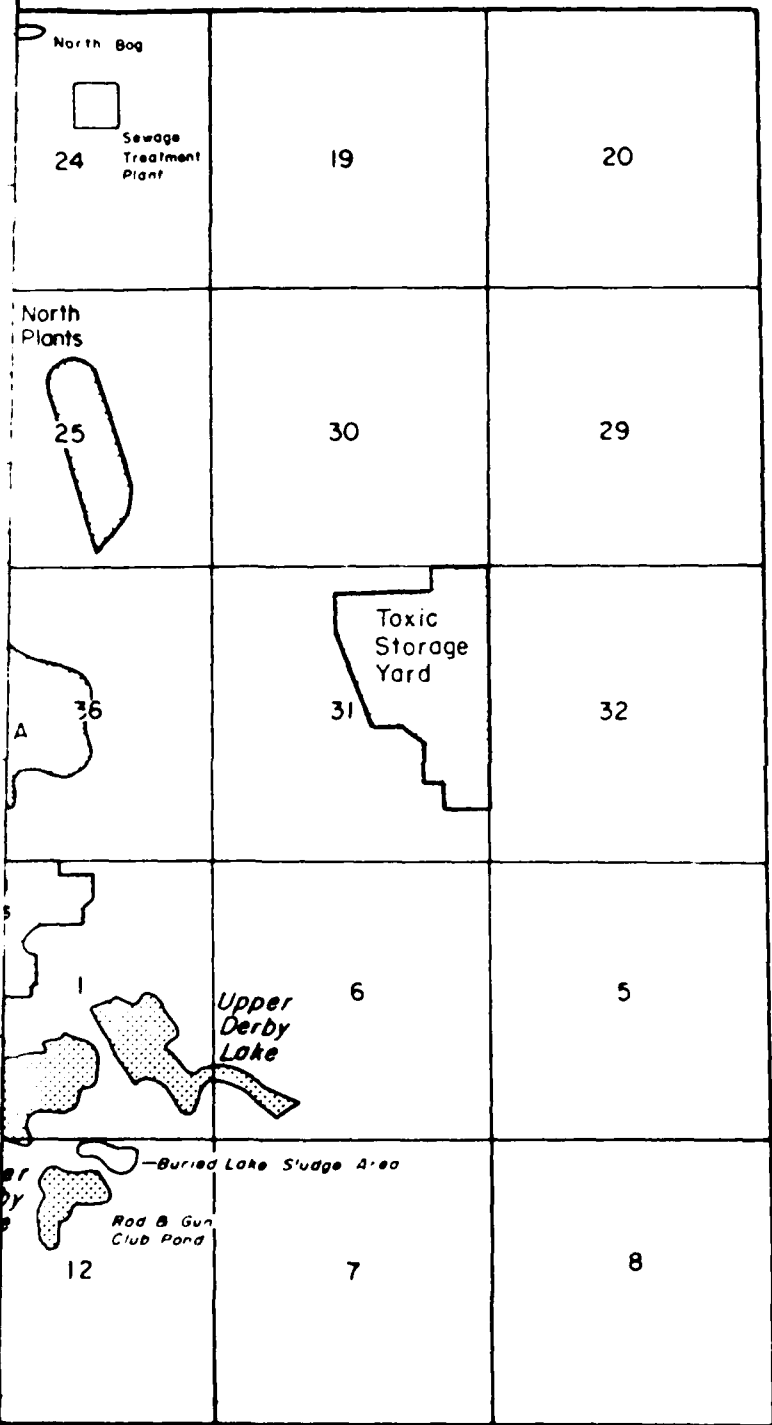 North Bog
Sewage
Treatment
Plant
24
19
20
North
Plants
25
30
29
Toxic
Storage
Yard
36
31
32
A
s
1
6
5
Upper
Derby
Lake
Buried Lake Sludge Area
Rod & Gun
Club Pond
12
7
8